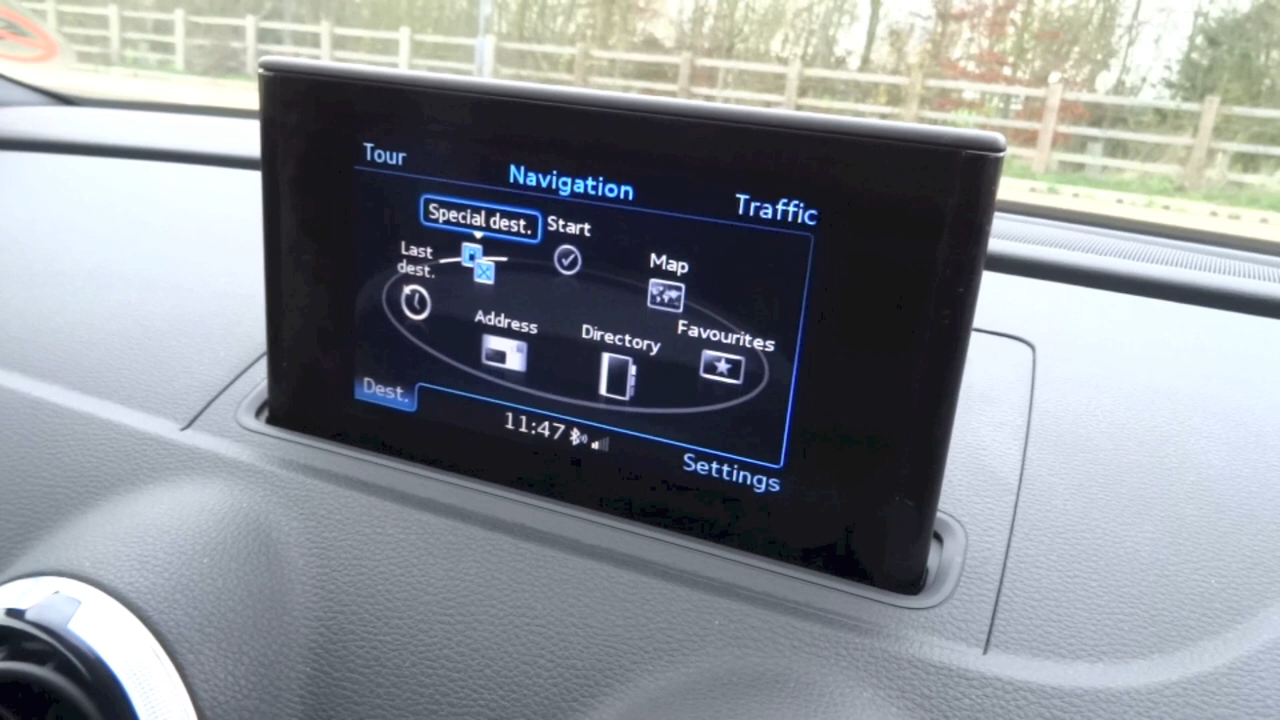 Tour
Navigation
Traffic
Special dest.
Start
Last
dest.
Map
Address
Directory
Favourites
Dest.
11:47
Settings